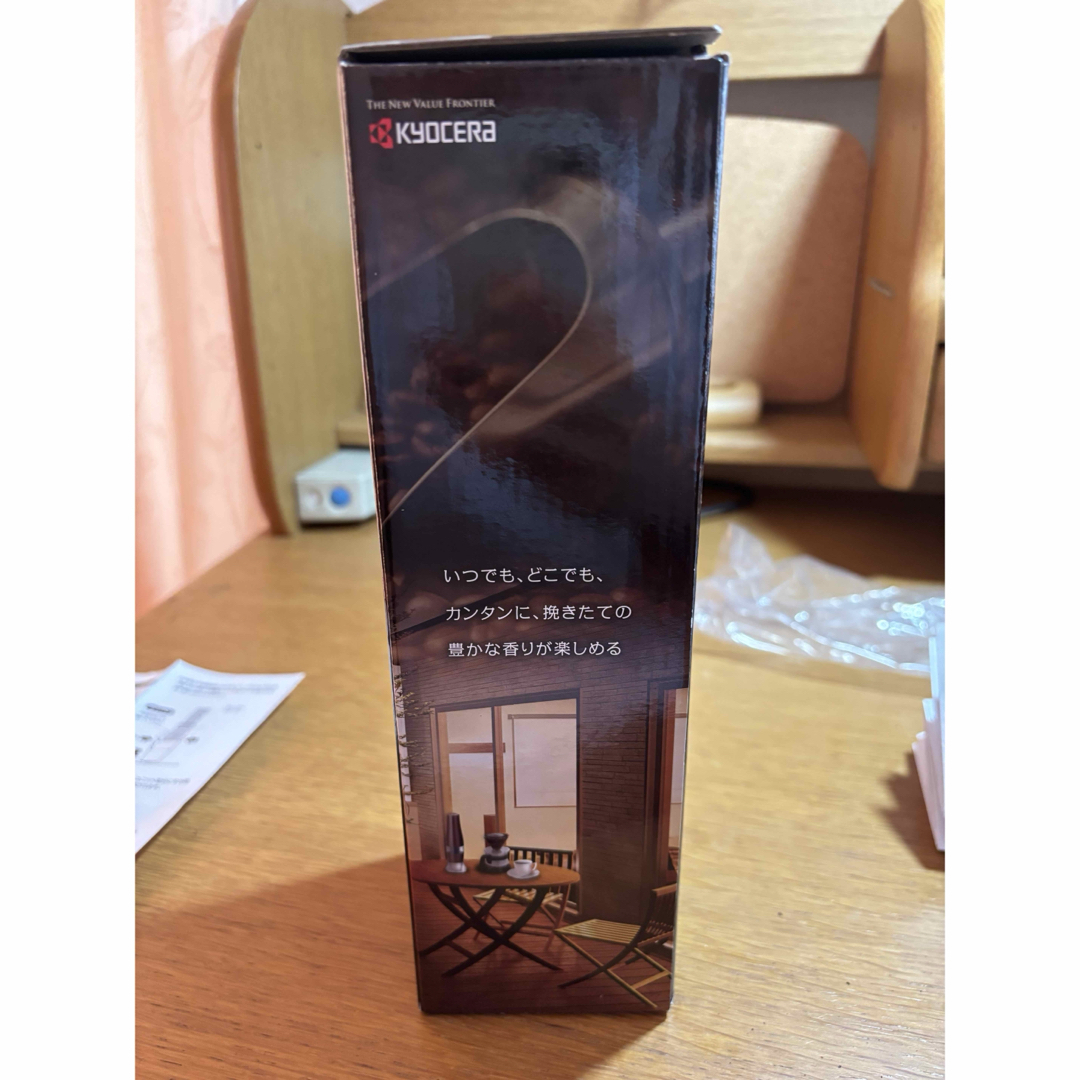 THE NEW VALUE FRONTIER
KYOCERA
いつでも、どこでも、
カンタンに、挽きたての
豊かな香りが楽しめる